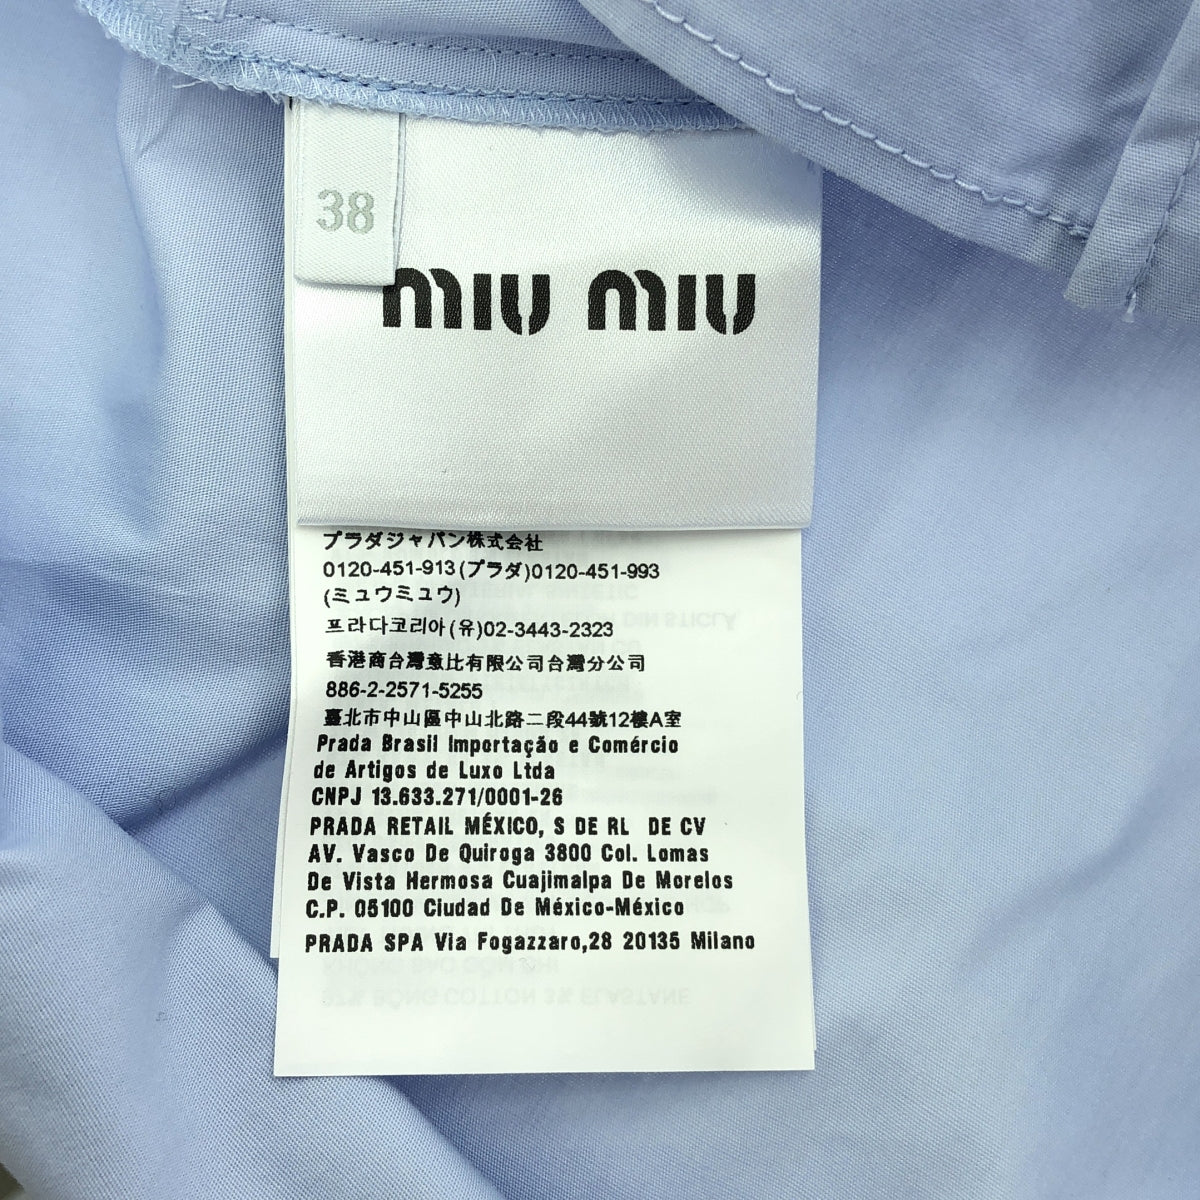 38
MIU MIU
プラダジャパン株式会社
0120-451-913(プラダ)0120-451-993
(ミュウミュウ)
프라다코리아(유)02-3443-2323
香港商台灣意比有限公司台灣分公司
886-2-2571-5255
臺北市中山區中山北路二段44號12樓A室
Prada Brasil Importação e Comércio
de Artigos de Luxo Ltda
CNPJ 13.633.271/0001-26
PRADA RETAIL MÉXICO, S DE RL DE CV
AV. Vasco De Quiroga 3800 Col. Lomas
De Vista Hermosa Cuajimalpa De Morelos
C.P. 05100 Ciudad De México-México
PRADA SPA Via Fogazzaro,28 20135 Milano